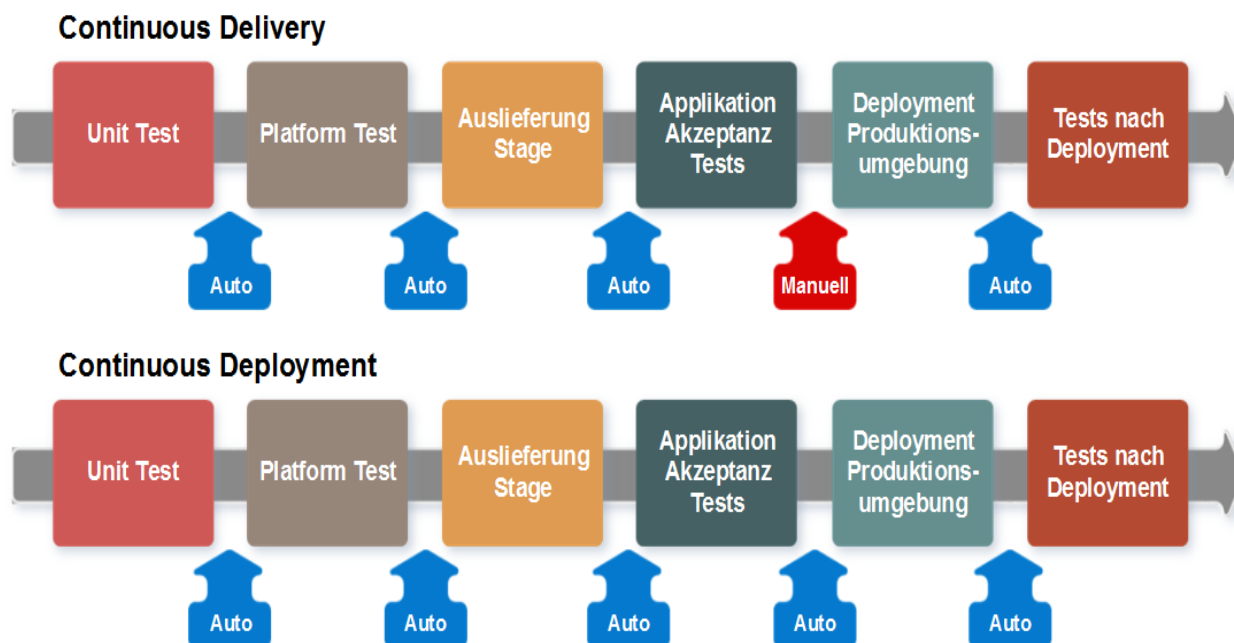 Continuous Delivery
Unit Test
Platform Test
Auslieferung
Stage
Applikation
Akzeptanz
Tests
Deployment
Produktions-
umgebung
Tests nach
Deployment
Auto
Auto
Auto
Manuell
Auto
Continuous Deployment
Unit Test
Platform Test
Auslieferung
Stage
Applikation
Akzeptanz
Tests
Deployment
Produktions-
umgebung
Tests nach
Deployment
Auto
Auto
Auto
Auto
Auto